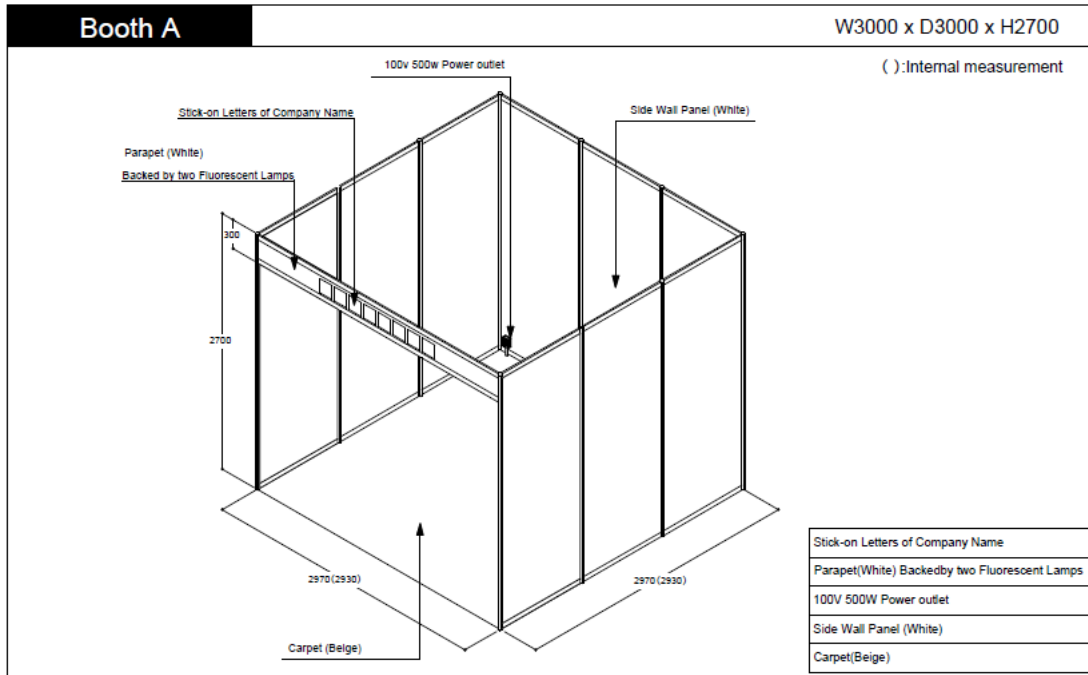 Booth A
W3000 x D3000 x H2700
( ):Internal measurement
100v 500w Power outlet
Stick-on Letters of Company Name
Side Wall Panel (White)
Parapet (White)
Backed by two Fluorescent Lamps
300
2700
2970(2930)
2970(2930)
Carpet (Beige)
Stick-on Letters of Company Name
Parapet(White) Backedby two Fluorescent Lamps
100V 500W Power outlet
Side Wall Panel (White)
Carpet(Beige)